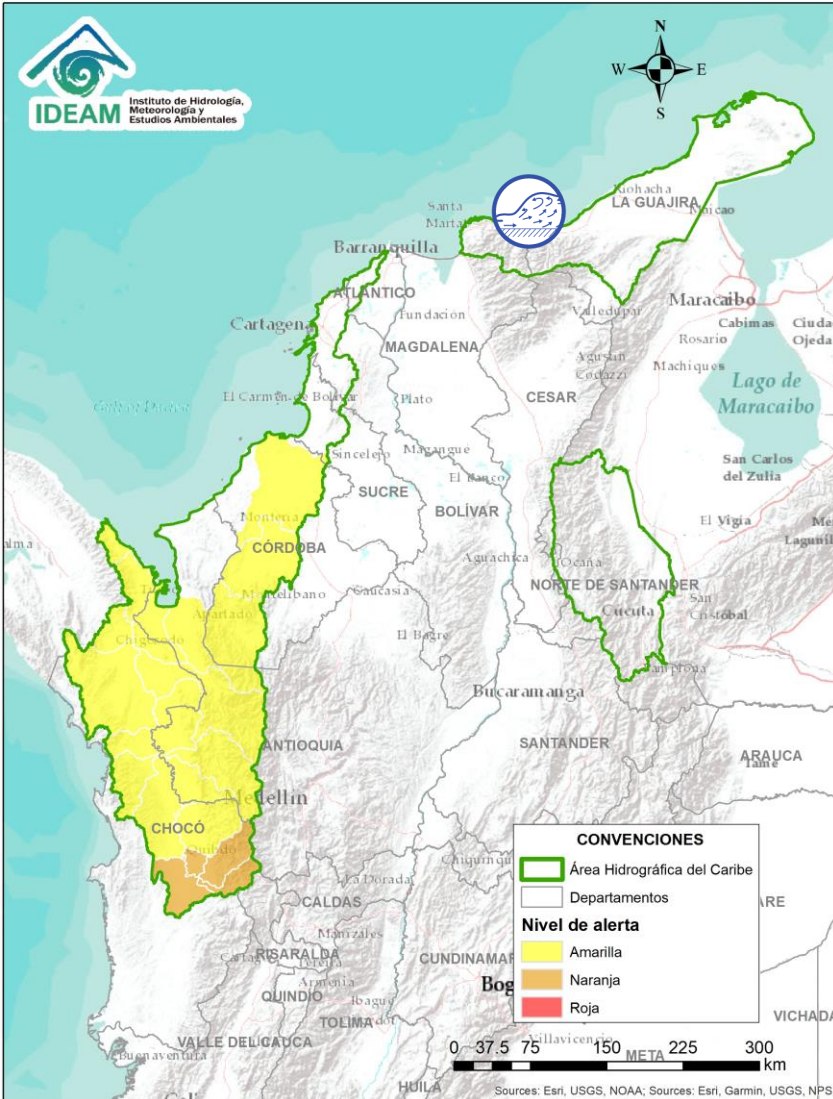 IDEAM
Instituto de Hidrología,
Meteorología y
Estudios Ambientales
N
W
E
S
Riohacha
LA GUAJIRA
Maicao
Santa
Marta
Barranquilla
ATLÁNTICO
Maracaibo
Cabimas
Ciudad
Ojeda
Cartagena
Fundación
Valledupar
Rosario
MAGDALENA
Machiques
Agustín
Codazzi
Lago de
Maracaibo
El Carmen de Bolívar
Plato
CESAR
Sincelejo
Magangué
San Carlos
del Zulia
El Banco
SUCRE
BOLÍVAR
El Vigía
Montería
CÓRDOBA
Aguachica
Ocaña
NORTE DE SANTANDER
Cúcuta
San
Cristóbal
Montelíbano
Caucasia
Apartadó
El Bagre
Pamplona
Bucaramanga
ANTIOQUIA
SANTANDER
ARAUCA
Tame
Medellín
CHOCÓ
Quibdó
CONVENCIONES
Área Hidrográfica del Caribe
Departamentos
Nivel de alerta
Amarilla
Naranja
Roja
La Dorada
CALDAS
Manizales
RISARALDA
Pereira
CUNDINAMAR
Armenia
QUINDIO
Ibagué
Bog
TOLIMA
VICHADA
VALLE DEL CAUCA
Buenaventura
Villavicencio
META
HUILA
0 37.5 75 150 225 300
km
Sources: Esri, USGS, NOAA; Sources: Esri, Garmin, USGS, NPS